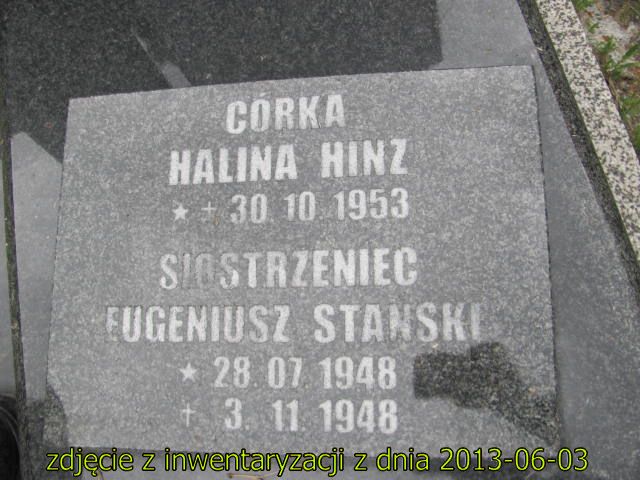 CÓRKA
HALINA HINZ
★ + 30.10.1953
SIOSTRZENIEC
EUGENIUSZ STANSKI
★ 28.07.1948
+ 3.11.1948
zdjęcie z inwentaryzacji z dnia 2013-06-03